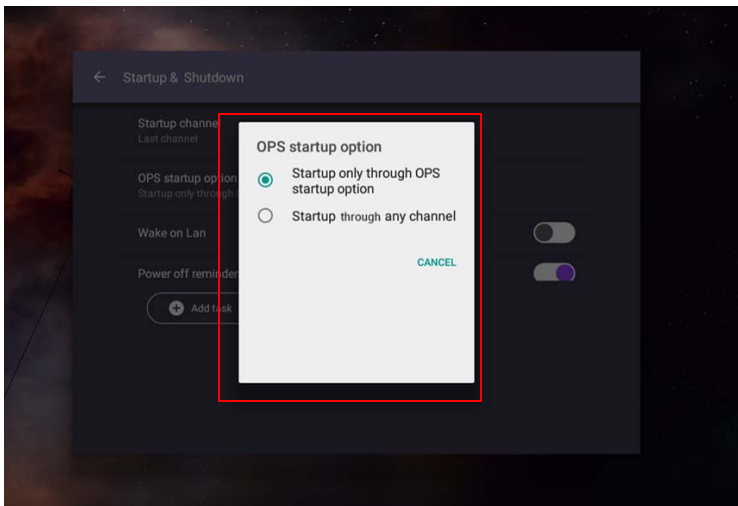 Startup & Shutdown
Startup channel
Last channel
OPS startup option
Startup only through
Wake on Lan
Power off reminder
Add task
OPS startup option
Startup only through OPS
startup option
Startup through any channel
CANCEL